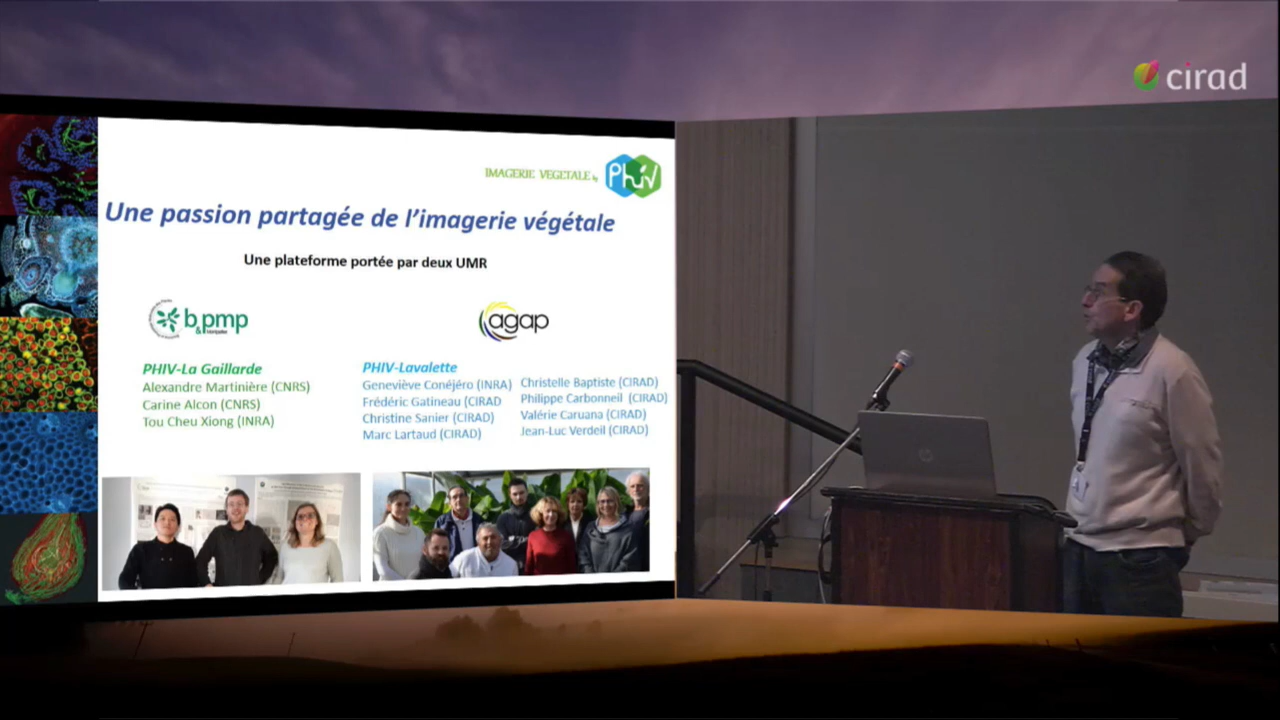 cirad
IMAGERIE VEGETALE by PHIV
Une passion partagée de l'imagerie végétale
Une plateforme portée par deux UMR
b&pmp
agap
PHIV-La Gaillarde
Alexandre Martinière (CNRS)
Carine Alcon (CNRS)
Tou Cheu Xiong (INRA)
PHIV-Lavalette
Geneviève Conéjéro (INRA)
Frédéric Gatineau (CIRAD
Christine Sanier (CIRAD)
Marc Lartaud (CIRAD)
Christelle Baptiste (CIRAD)
Philippe Carbonneil (CIRAD)
Valérie Caruana (CIRAD)
Jean-Luc Verdeil (CIRAD)
hp